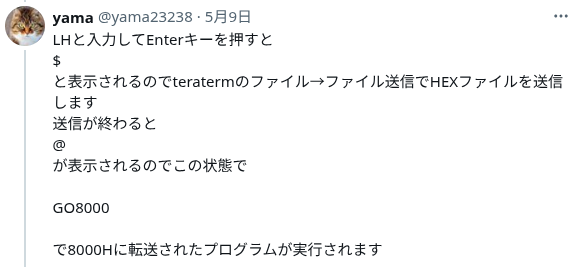 yama @yama23238 · 5月9日
LHと入力してEnterキーを押すと
$
と表示されるのでteratermのファイル→ファイル送信でHEXファイルを送信
します
送信が終わると
@
が表示されるのでこの状態で
GO8000
で8000Hに転送されたプログラムが実行されます